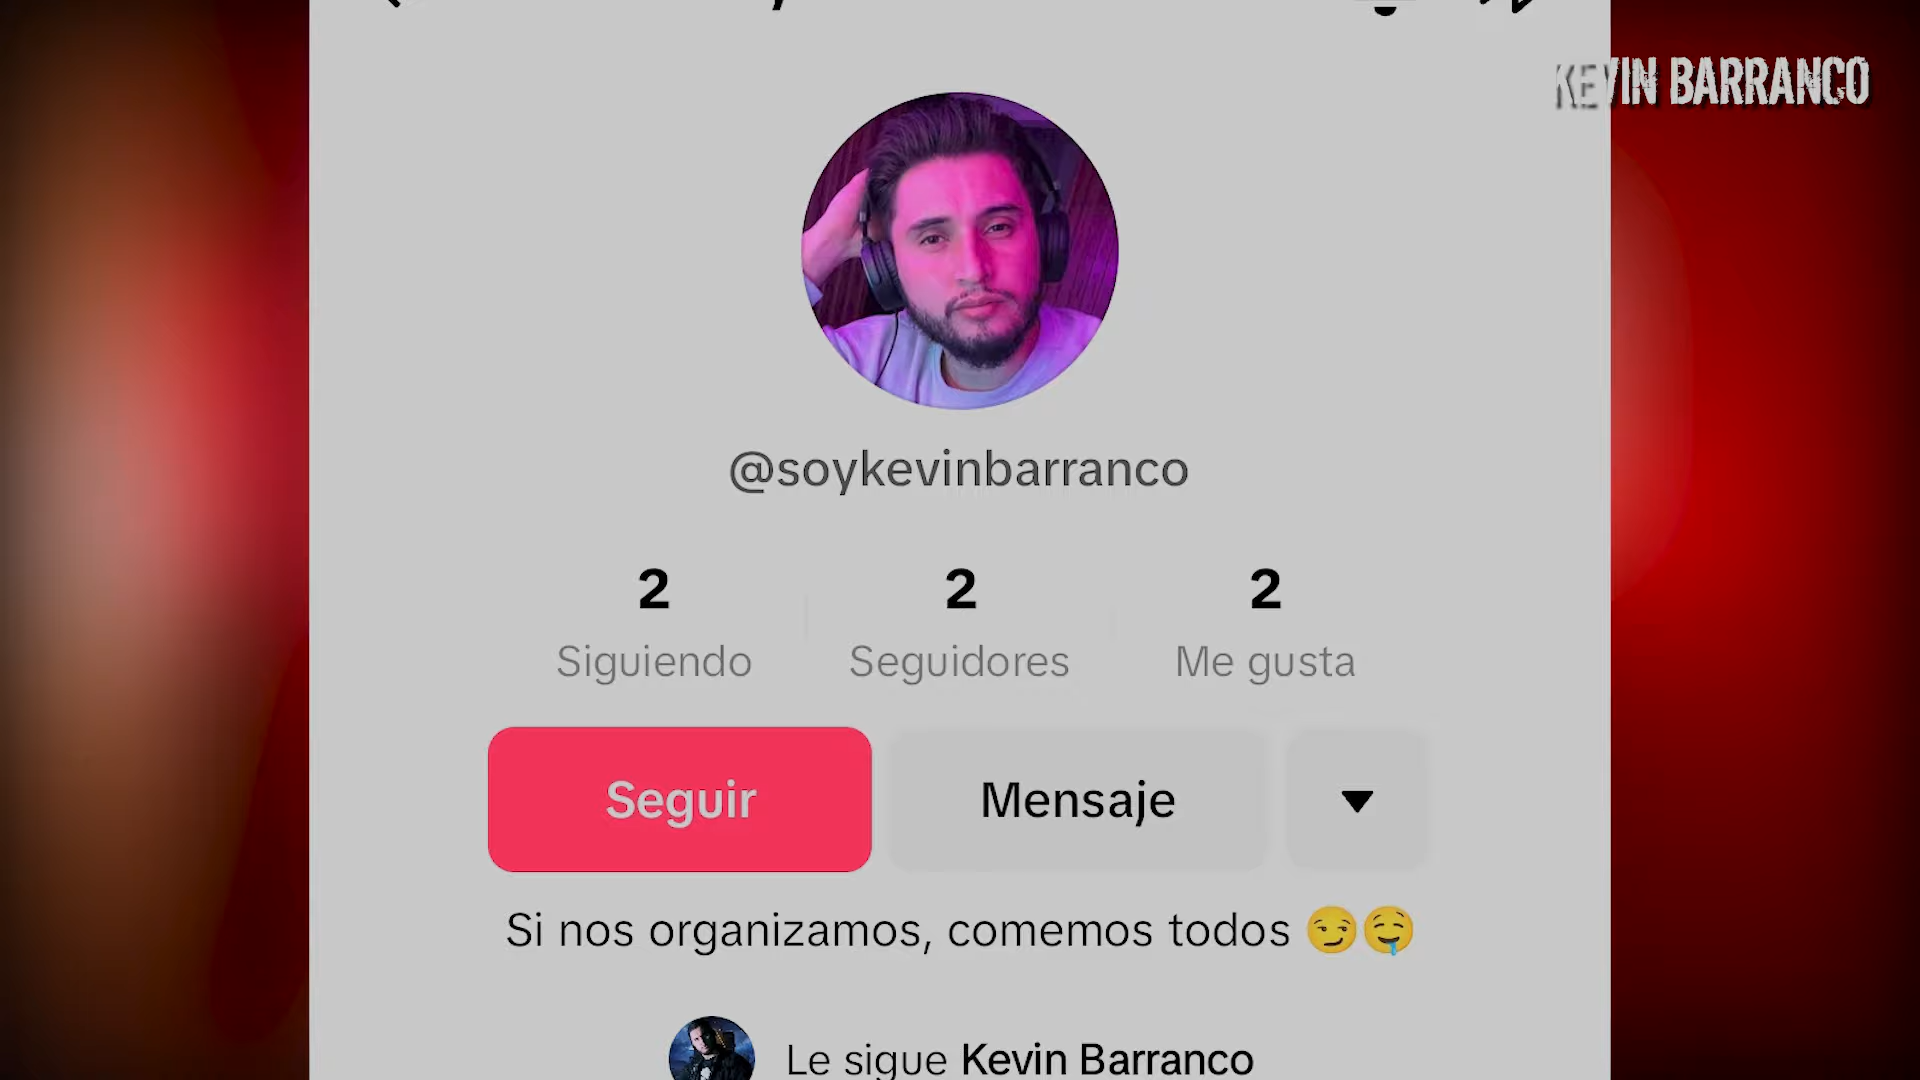 KEVIN BARRANCO
@soykevinbarranco
2 2 2
Siguiendo Seguidores Me gusta
Seguir Mensaje
Si nos organizamos, comemos todos 😏🤤
Le sigue Kevin Barranco